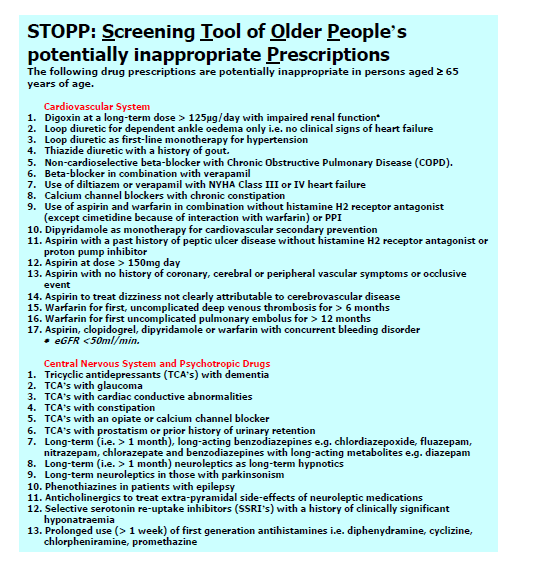 STOPP: Screening Tool of Older People's
potentially inappropriate Prescriptions
The following drug prescriptions are potentially inappropriate in persons aged ≥ 65
years of age.
Cardiovascular System
1. Digoxin at a long-term dose > 125µg/day with impaired renal function*
2. Loop diuretic for dependent ankle oedema only i.e. no clinical signs of heart failure
3. Loop diuretic as first-line monotherapy for hypertension
4. Thiazide diuretic with a history of gout.
5. Non-cardioselective beta-blocker with Chronic Obstructive Pulmonary Disease (COPD).
6. Beta-blocker in combination with verapamil
7. Use of diltiazem or verapamil with NYHA Class III or IV heart failure
8. Calcium channel blockers with chronic constipation
9. Use of aspirin and warfarin in combination without histamine H2 receptor antagonist
(except cimetidine because of interaction with warfarin) or PPI
10. Dipyridamole as monotherapy for cardiovascular secondary prevention
11. Aspirin with a past history of peptic ulcer disease without histamine H2 receptor antagonist or
proton pump inhibitor
12. Aspirin at dose > 150mg day
13. Aspirin with no history of coronary, cerebral or peripheral vascular symptoms or occlusive
event
14. Aspirin to treat dizziness not clearly attributable to cerebrovascular disease
15. Warfarin for first, uncomplicated deep venous thrombosis for > 6 months
16. Warfarin for first uncomplicated pulmonary embolus for > 12 months
17. Aspirin, clopidogrel, dipyridamole or warfarin with concurrent bleeding disorder
* eGFR <50ml/min.
Central Nervous System and Psychotropic Drugs
1. Tricyclic antidepressants (TCA's) with dementia
2. TCA's with glaucoma
3. TCA's with cardiac conductive abnormalities
4. TCA's with constipation
5. TCA's with an opiate or calcium channel blocker
6. TCA's with prostatism or prior history of urinary retention
7. Long-term (i.e. > 1 month), long-acting benzodiazepines e.g. chlordiazepoxide, fluazepam,
nitrazepam, chlorazepate and benzodiazepines with long-acting metabolites e.g. diazepam
8. Long-term (i.e. > 1 month) neuroleptics as long-term hypnotics
9. Long-term neuroleptics in those with parkinsonism
10. Phenothiazines in patients with epilepsy
11. Anticholinergics to treat extra-pyramidal side-effects of neuroleptic medications
12. Selective serotonin re-uptake inhibitors (SSRI's) with a history of clinically significant
hyponatraemia
13. Prolonged use (> 1 week) of first generation antihistamines i.e. diphenydramine, cyclizine,
chlorpheniramine, promethazine